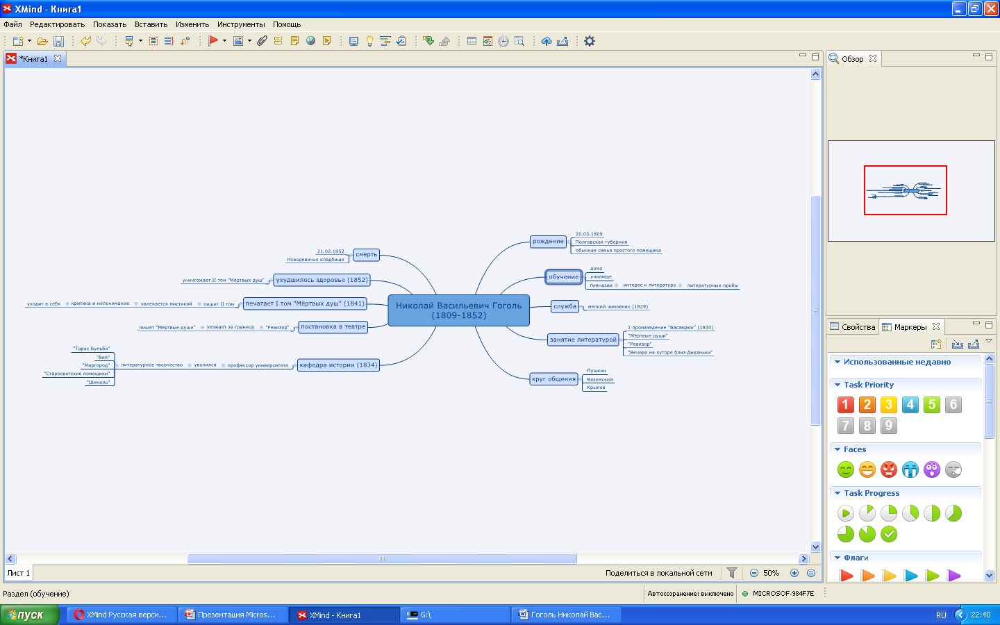 XMind - Книга1
Файл Редактировать Показать Вставить Изменить Инструменты Помощь
*Книга1
Обзор
20.03.1809
рождение
Полтавская губерния
обычная семья простого помещика
21.02.1852
смерть
Новодевичье кладбище
дома
обучение
училище
гимназия интерес к литературе литературные пробы
уничтожает II том "Мёртвых душ" ухудшилось здоровье (1852)
уходит в себя критика и непонимание увлекается мистикой пишет II том печатает I том "Мёртвых душ" (1841)
Николай Васильевич Гоголь
(1809-1852)
служба мелкий чиновник (1829)
пишет "Мёртвые души" уезжает за границу "Ревизор" постановка в театре
1 произведение "Басаврюк" (1830)
"Мёртвые души"
занятие литературой
"Ревизор"
"Вечера на хуторе близ Диканьки"
"Тарас Бульба"
"Вий"
"Миргород" литературное творчество уволился профессор университета кафедра истории (1834)
"Старосветские помещики"
"Шинель"
Пушкин
круг общения
Вяземский
Крылов
Свойства Маркеры
Использованные недавно
Task Priority
1 2 3 4 5 6
7 8 9
Faces
Task Progress
Флаги
Лист 1
Поделиться в локальной сети 50%
Раздел (обучение)
Автосохранение: выключено MICROSOF-984F7E
пуск XMind Русская верси... Презентация Micros... XMind - Книга1 G:\ Гоголь Николай Вас... RU 22:40